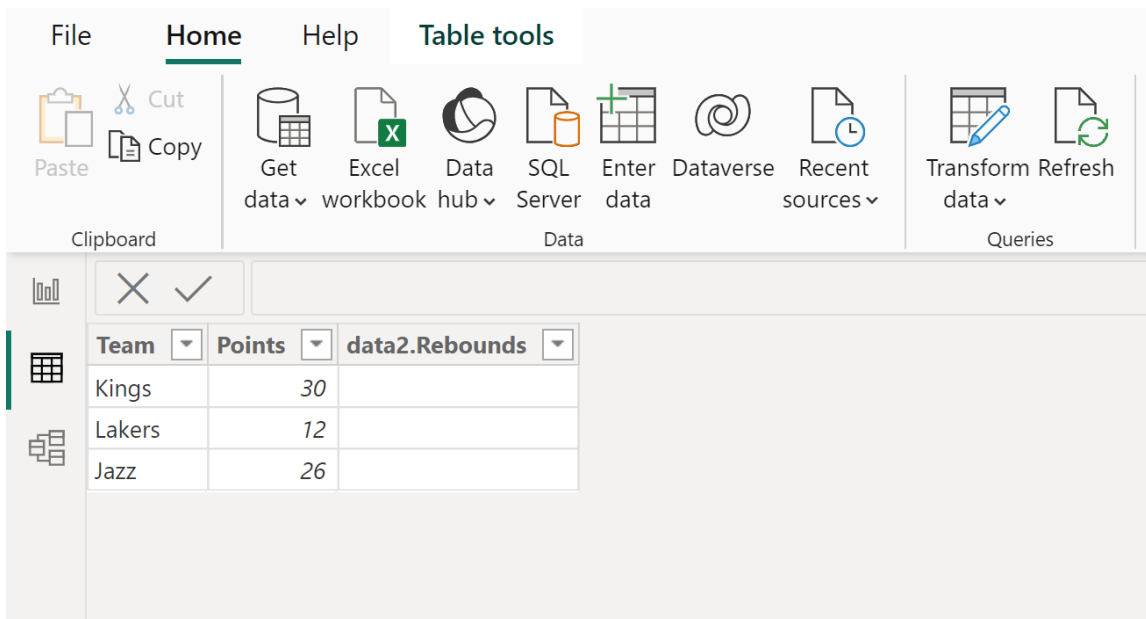 File Home Help Table tools
Cut
Copy
Paste
Get data
Excel workbook
Data hub
SQL Server
Enter data
Dataverse
Recent sources
Transform data
Refresh
Clipboard Data Queries
Team Points data2.Rebounds
Kings 30
Lakers 12
Jazz 26